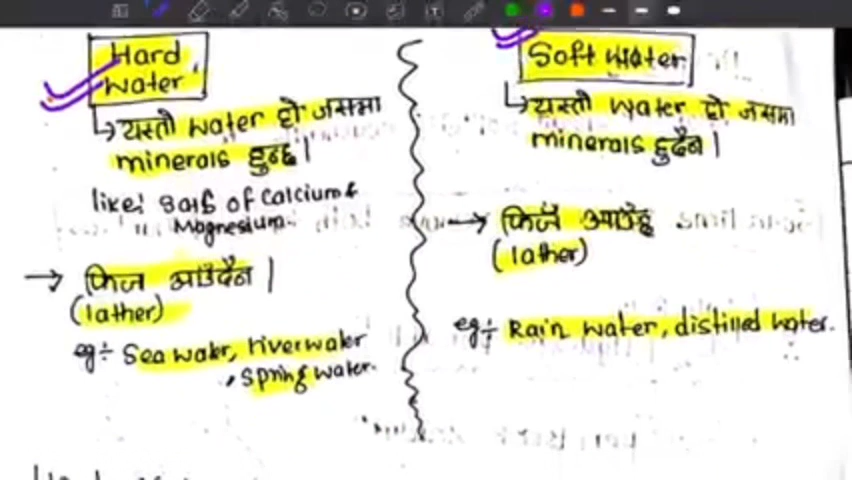 Hard
Water
यस्तो water हो जसमा
minerals हुन्छ |
like: salt of Calcium &
Magnesium.
→ फिज आउँदैन |
(lather)
eg÷ Sea water, river water
, spring water.
Soft water
यस्तो water हो जसमा
minerals हुदैन |
→ फिजँ आउँछ
(lather)
eg÷ Rain water, distilled water.